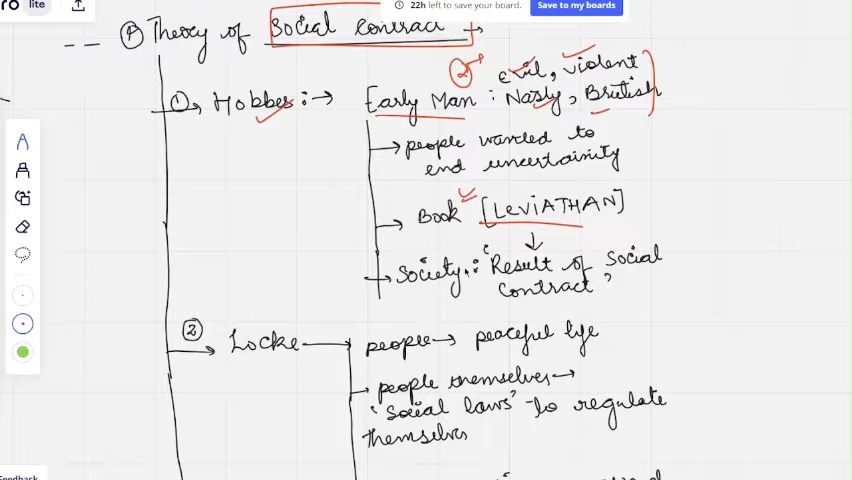 ro lite
22h left to save your board. Save to my boards
Theory of Social contract →
1) Hobbes :→ Early Man : evil, violent
Nasty, Brutish
→ people wanted to
end uncertainity
→ Book [LEVIATHAN]
→ Society : "Result of Social
contract"
② Locke → people → peaceful life
→ people themselves →
'Social laws' - to regulate
themselves
Feedback